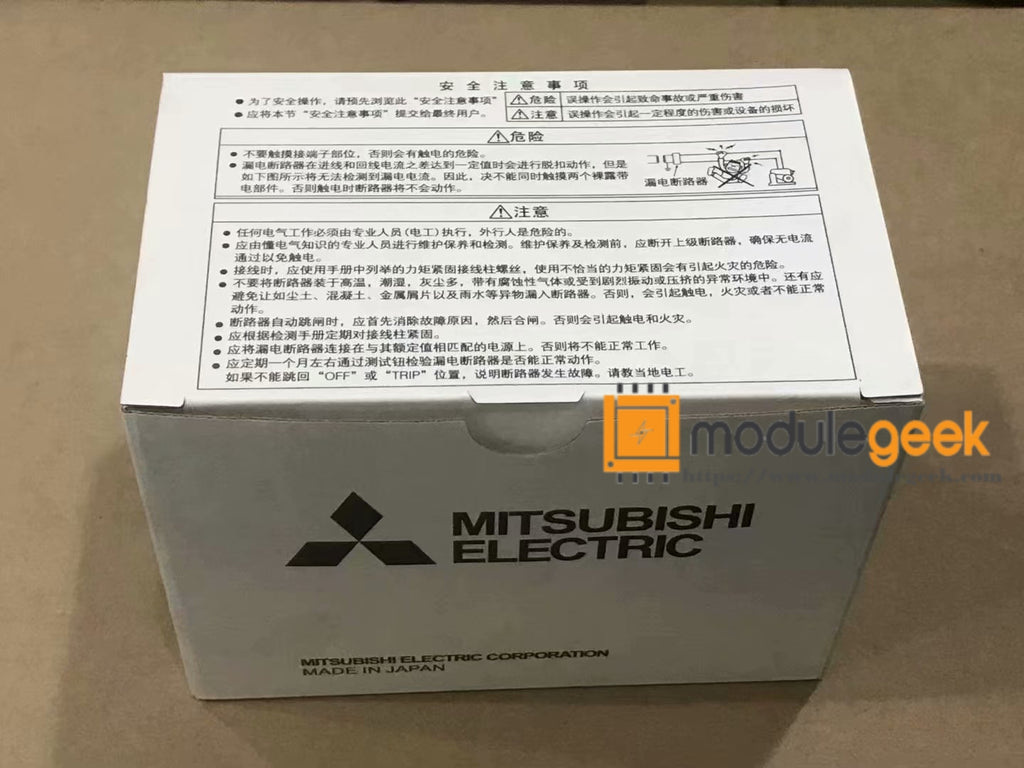 安全注意事项
● 为了安全操作，请预先浏览此“安全注意事项”
● 应将本节“安全注意事项”提交给最终用户。
⚠危险 误操作会引起致命事故或严重伤害
⚠注意 误操作会引起一定程度的伤害或设备的损坏
⚠危险
● 不要触摸接端子部位，否则会有触电的危险。
● 漏电断路器在进线和回线电流之差达到一定值时会进行脱扣动作，但是
如下图所示将无法检测到漏电电流。因此，决不能同时触摸两个裸露带
电部件。否则触电时断路器将不会动作。
漏电断路器
⚠注意
● 任何电气工作必须由专业人员(电工)执行，外行人是危险的。
● 应由懂电气知识的专业人员进行维护保养和检测。维护保养及检测前，应断开上级断路器，确保无电流
通过以免触电。
● 接线时，应使用手册中列举的力矩紧固接线柱螺丝，使用不恰当的力矩紧固会有引起火灾的危险。
● 不要将断路器装于高温，潮湿，灰尘多，带有腐蚀性气体或受到剧烈振动或压挤的异常环境中。还有应
避免让如尘土、混凝土、金属屑片以及雨水等异物漏入断路器。否则，会引起触电，火灾或者不能正常
动作。
● 断路器自动跳闸时，应首先消除故障原因，然后合闸。否则会引起触电和火灾。
● 应根据检测手册定期对接线柱紧固。
● 应将漏电断路器连接在与其额定值相匹配的电源上。否则将不能正常工作。
● 应定期一个月左右通过测试钮检验漏电断路器是否能正常动作。
如果不能跳回“OFF”或“TRIP”位置，说明断路器发生故障。请教当地电工。
modulegeek
MITSUBISHI
ELECTRIC
MITSUBISHI ELECTRIC CORPORATION
MADE IN JAPAN